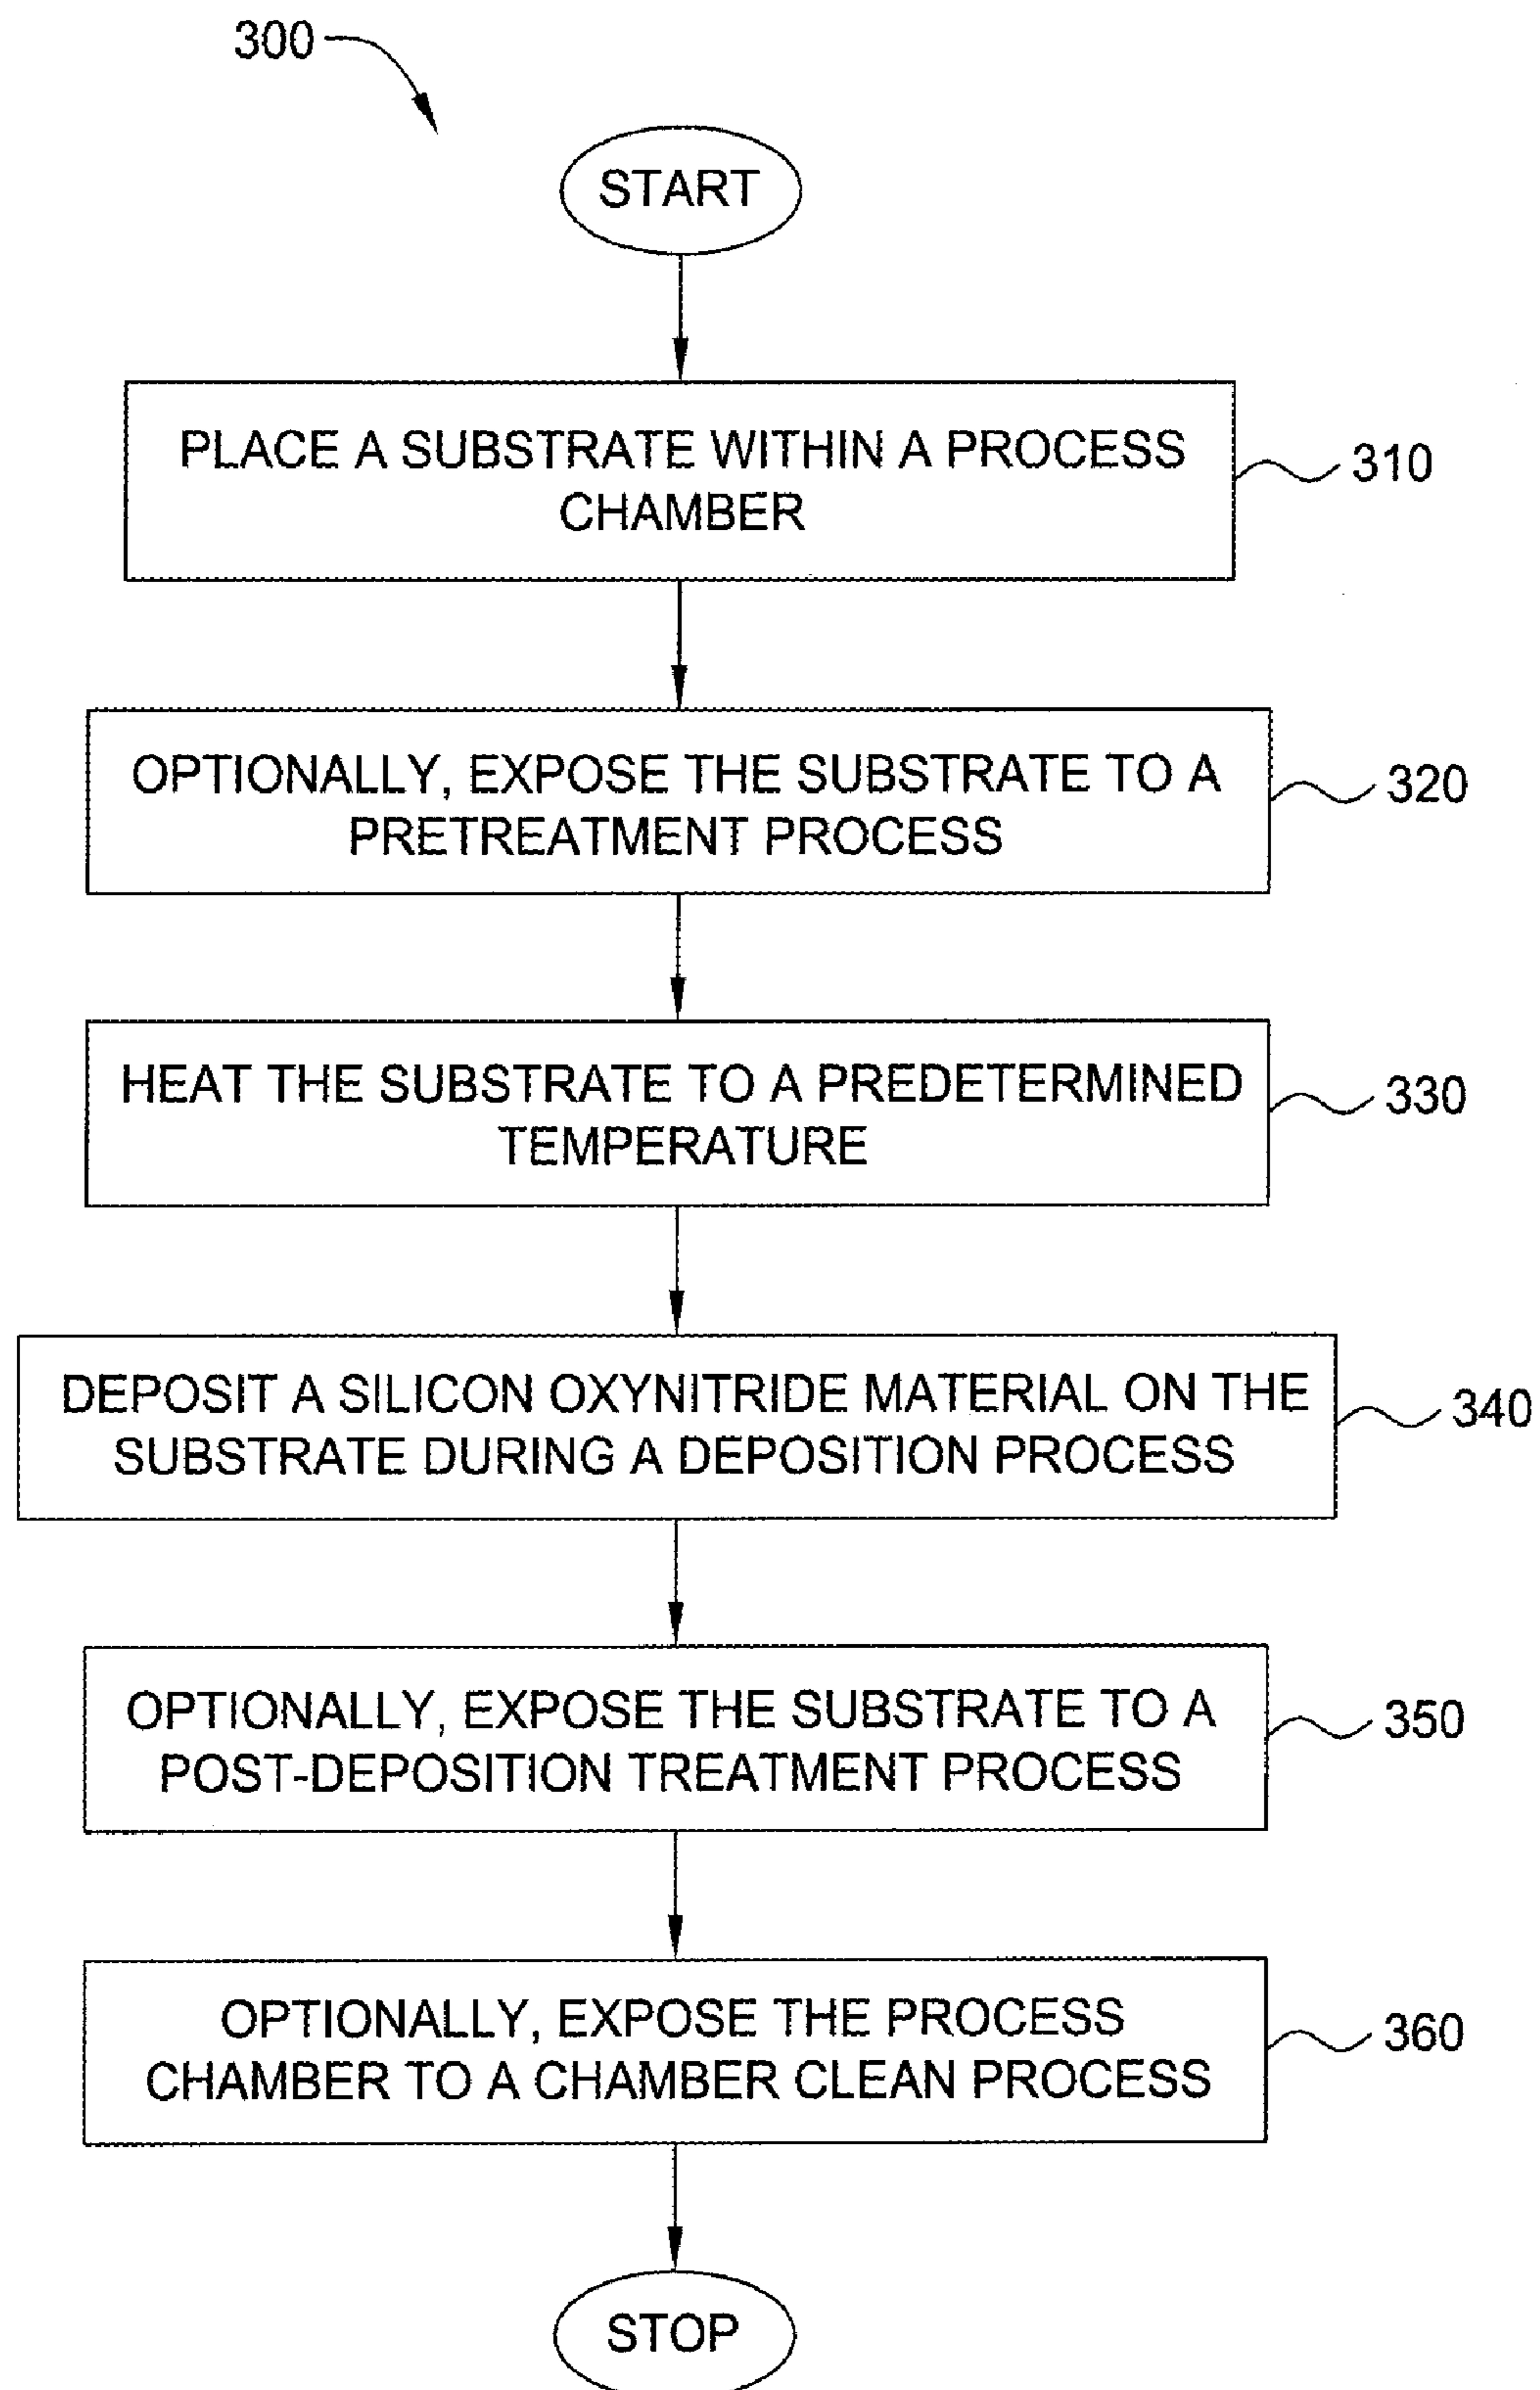 300
START
PLACE A SUBSTRATE WITHIN A PROCESS
CHAMBER
310
OPTIONALLY, EXPOSE THE SUBSTRATE TO A
PRETREATMENT PROCESS
320
HEAT THE SUBSTRATE TO A PREDETERMINED
TEMPERATURE
330
DEPOSIT A SILICON OXYNITRIDE MATERIAL ON THE
SUBSTRATE DURING A DEPOSITION PROCESS
340
OPTIONALLY, EXPOSE THE SUBSTRATE TO A
POST-DEPOSITION TREATMENT PROCESS
350
OPTIONALLY, EXPOSE THE PROCESS
CHAMBER TO A CHAMBER CLEAN PROCESS
360
STOP